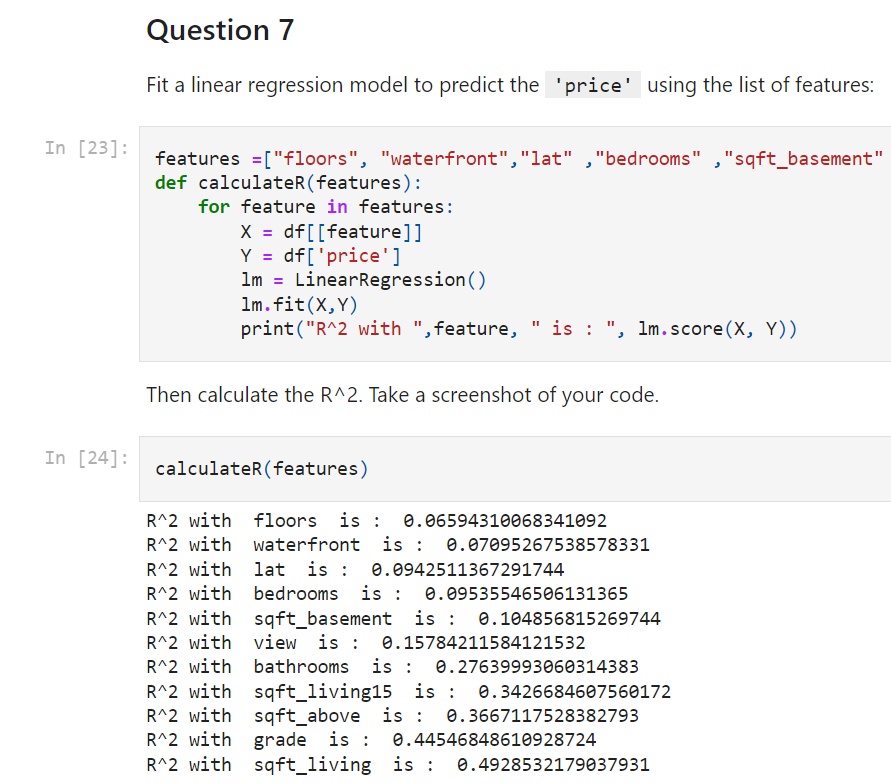 Question 7
Fit a linear regression model to predict the 'price' using the list of features:
In [23]:
features =["floors", "waterfront","lat" ,"bedrooms" ,"sqft_basement"
def calculateR(features):
    for feature in features:
        X = df[[feature]]
        Y = df['price']
        lm = LinearRegression()
        lm.fit(X,Y)
        print("R^2 with ",feature, " is : ", lm.score(X, Y))
Then calculate the R^2. Take a screenshot of your code.
In [24]:
calculateR(features)
R^2 with  floors  is :  0.06594310068341092
R^2 with  waterfront  is :  0.07095267538578331
R^2 with  lat  is :  0.0942511367291744
R^2 with  bedrooms  is :  0.09535546506131365
R^2 with  sqft_basement  is :  0.104856815269744
R^2 with  view  is :  0.15784211584121532
R^2 with  bathrooms  is :  0.27639993060314383
R^2 with  sqft_living15  is :  0.3426684607560172
R^2 with  sqft_above  is :  0.3667117528382793
R^2 with  grade  is :  0.44546848610928724
R^2 with  sqft_living  is :  0.4928532179037931